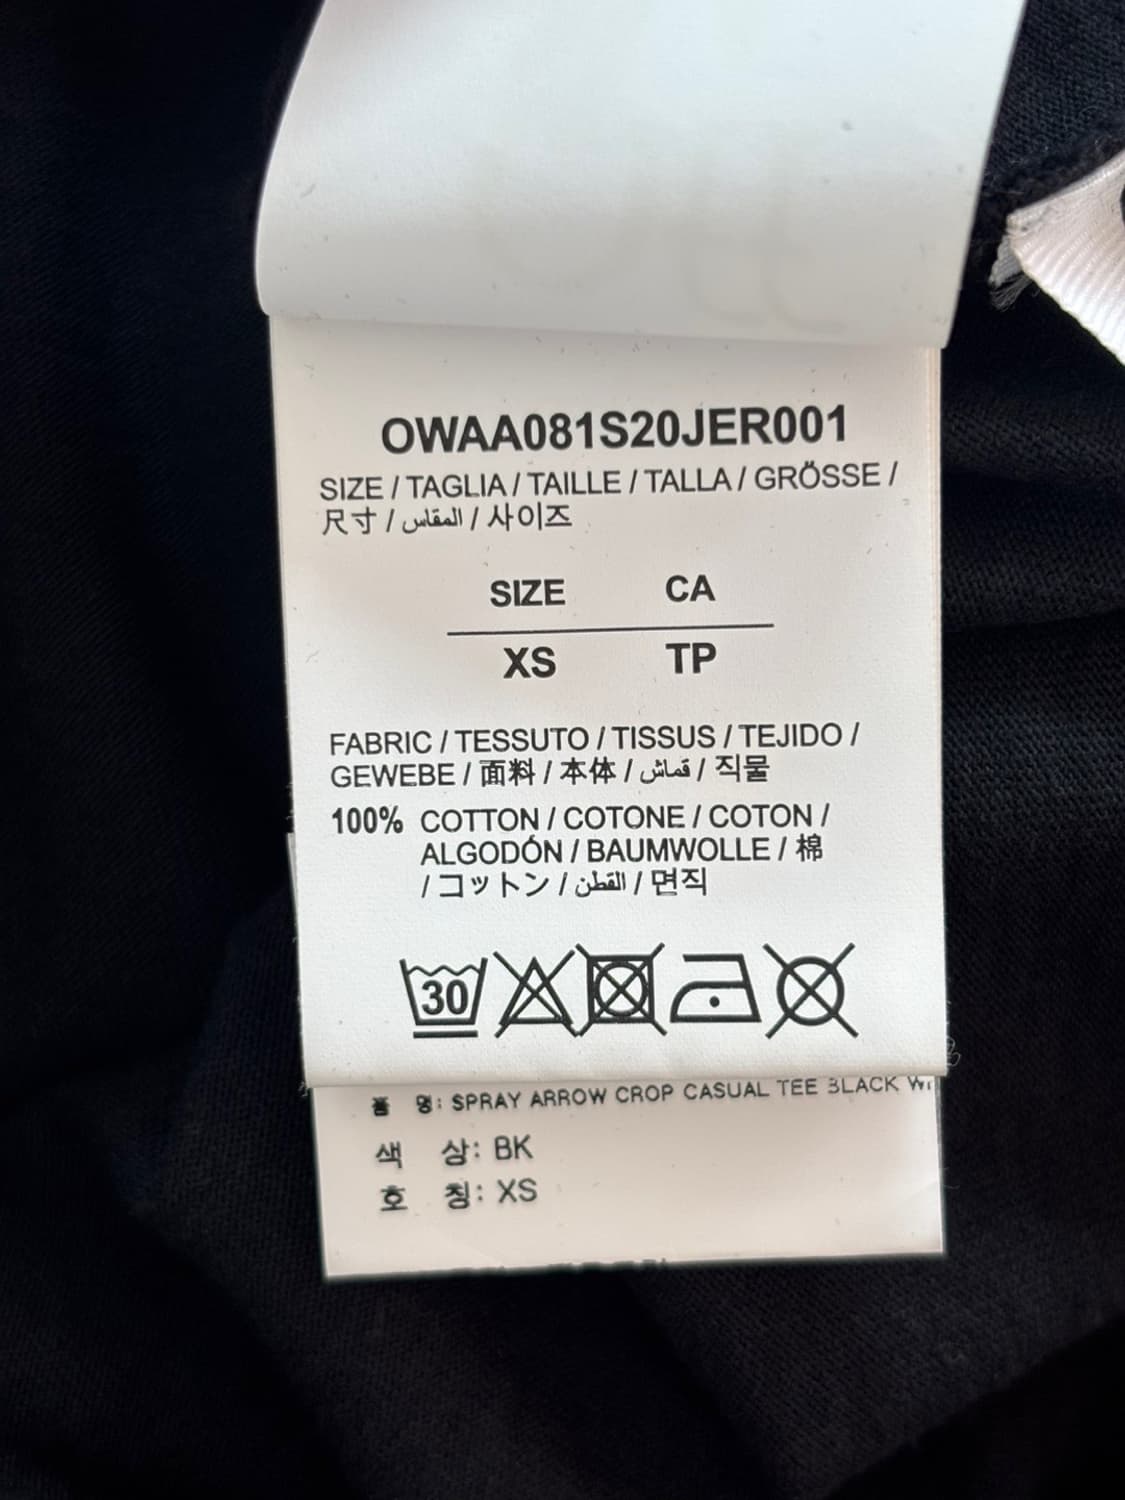 OWAA081S20JER001
SIZE / TAGLIA / TAILLE / TALLA / GRÖSSE /
尺寸 / المقاس / 사이즈
SIZE CA
XS TP
FABRIC / TESSUTO / TISSUS / TEJIDO /
GEWEBE / 面料 / 本体 / قماش / 직물
100% COTTON / COTONE / COTON /
ALGODÓN / BAUMWOLLE / 棉
/ コットン / القطن / 면직
30
품 명: SPRAY ARROW CROP CASUAL TEE BLACK
색 상: BK
호 칭: XS